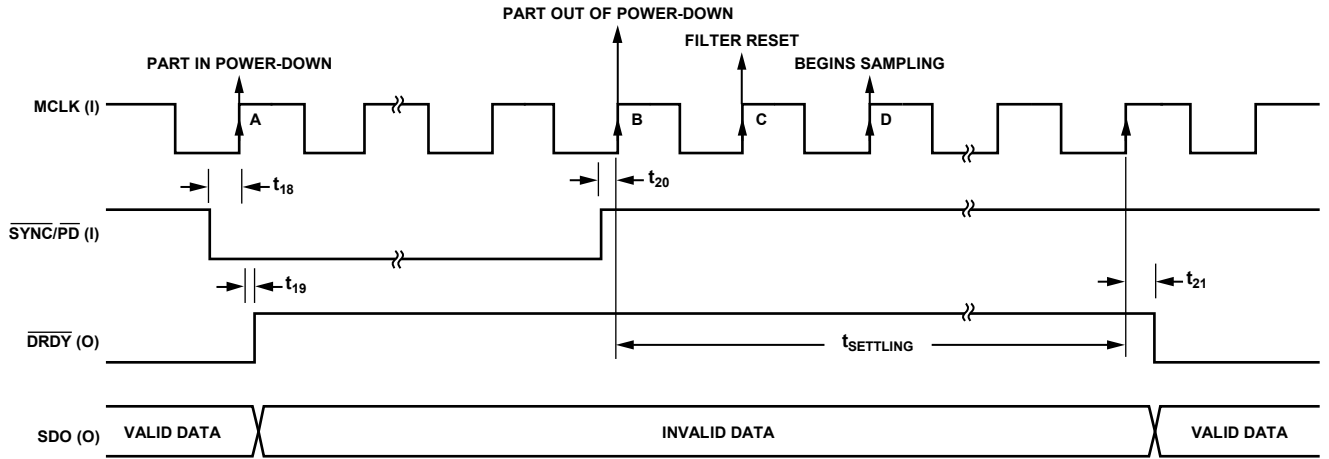 PART OUT OF POWER-DOWN
FILTER RESET
PART IN POWER-DOWN
BEGINS SAMPLING
MCLK (I)
A
B
C
D
t18
t20
SYNC/PD (I)
t19
t21
DRDY (O)
tSETTLING
SDO (O)
VALID DATA
INVALID DATA
VALID DATA